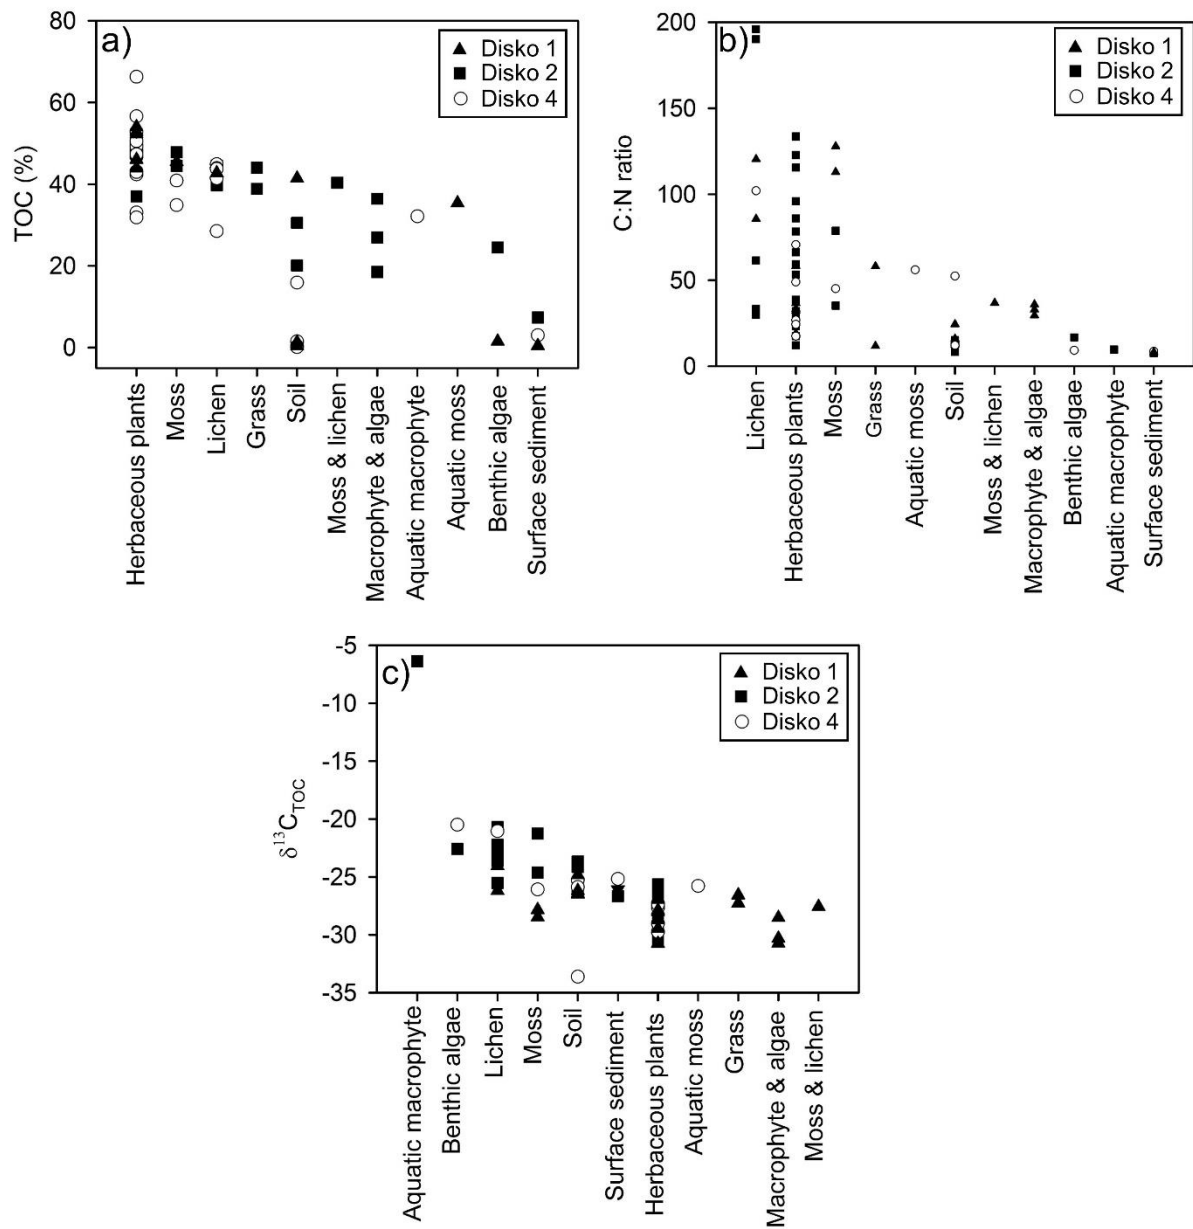 a)
TOC (%)
80
60
40
20
0
Disko 1
Disko 2
Disko 4
Herbaceous plants
Moss
Lichen
Grass
Soil
Moss & lichen
Macrophyte & algae
Aquatic macrophyte
Aquatic moss
Benthic algae
Surface sediment
b)
C:N ratio
200
150
100
50
0
Disko 1
Disko 2
Disko 4
Lichen
Herbaceous plants
Moss
Grass
Aquatic moss
Soil
Moss & lichen
Macrophyte & algae
Benthic algae
Aquatic macrophyte
Surface sediment
c)
δ¹³C_TOC
-5
-10
-15
-20
-25
-30
-35
Disko 1
Disko 2
Disko 4
Aquatic macrophyte
Benthic algae
Lichen
Moss
Soil
Surface sediment
Herbaceous plants
Aquatic moss
Grass
Macrophyte & algae
Moss & lichen